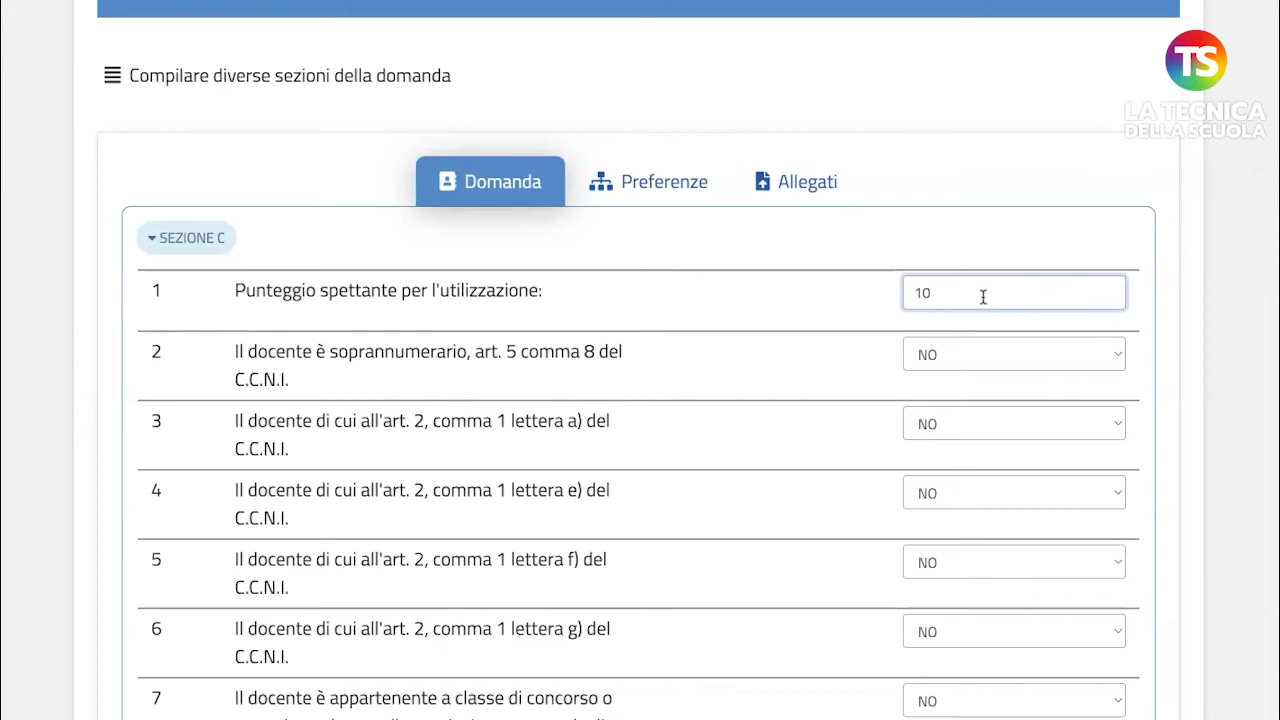 TS
LA TECNICA
DELLA SCUOLA
Compilare diverse sezioni della domanda
Domanda
Preferenze
Allegati
SEZIONE C
1 Punteggio spettante per l'utilizzazione: 10
2 Il docente è soprannumerario, art. 5 comma 8 del NO
C.C.N.I.
3 Il docente di cui all'art. 2, comma 1 lettera a) del NO
C.C.N.I.
4 Il docente di cui all'art. 2, comma 1 lettera e) del NO
C.C.N.I.
5 Il docente di cui all'art. 2, comma 1 lettera f) del NO
C.C.N.I.
6 Il docente di cui all'art. 2, comma 1 lettera g) del NO
C.C.N.I.
7 Il docente è appartenente a classe di concorso o NO